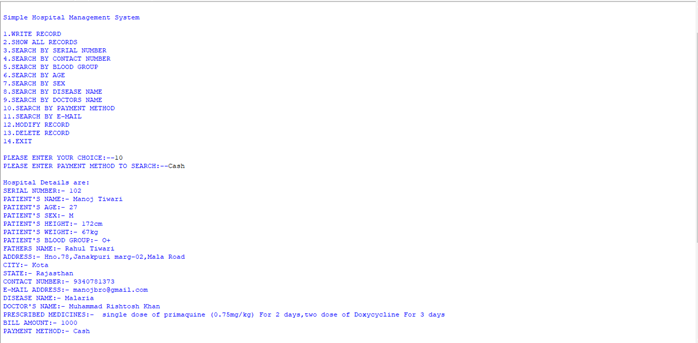 Simple Hospital Management System
1.WRITE RECORD
2.SHOW ALL RECORDS
3.SEARCH BY SERIAL NUMBER
4.SEARCH BY CONTACT NUMBER
5.SEARCH BY BLOOD GROUP
6.SEARCH BY AGE
7.SEARCH BY SEX
8.SEARCH BY DISEASE NAME
9.SEARCH BY DOCTORS NAME
10.SEARCH BY PAYMENT METHOD
11.SEARCH BY E-MAIL
12.MODIFY RECORD
13.DELETE RECORD
14.EXIT
PLEASE ENTER YOUR CHOICE:--10
PLEASE ENTER PAYMENT METHOD TO SEARCH:--Cash
Hospital Details are:
SERIAL NUMBER:- 102
PATIENT'S NAME:- Manoj Tiwari
PATIENT'S AGE:- 27
PATIENT'S SEX:- M
PATIENT'S HEIGHT:- 172cm
PATIENT'S WEIGHT:- 67kg
PATIENT'S BLOOD GROUP:- O+
FATHERS NAME:- Rahul Tiwari
ADDRESS:- Hno.78,Janakpuri marg-02,Mala Road
CITY:- Kota
STATE:- Rajasthan
CONTACT NUMBER:- 9340781373
E-MAIL ADDRESS:- manojbro@gmail.com
DISEASE NAME:- Malaria
DOCTOR'S NAME:- Muhammad Rishtosh Khan
PRESCRIBED MEDICINES:-  single dose of primaquine (0.75mg/kg) For 2 days,two dose of Doxycycline For 3 days
BILL AMOUNT:- 1000
PAYMENT METHOD:- Cash